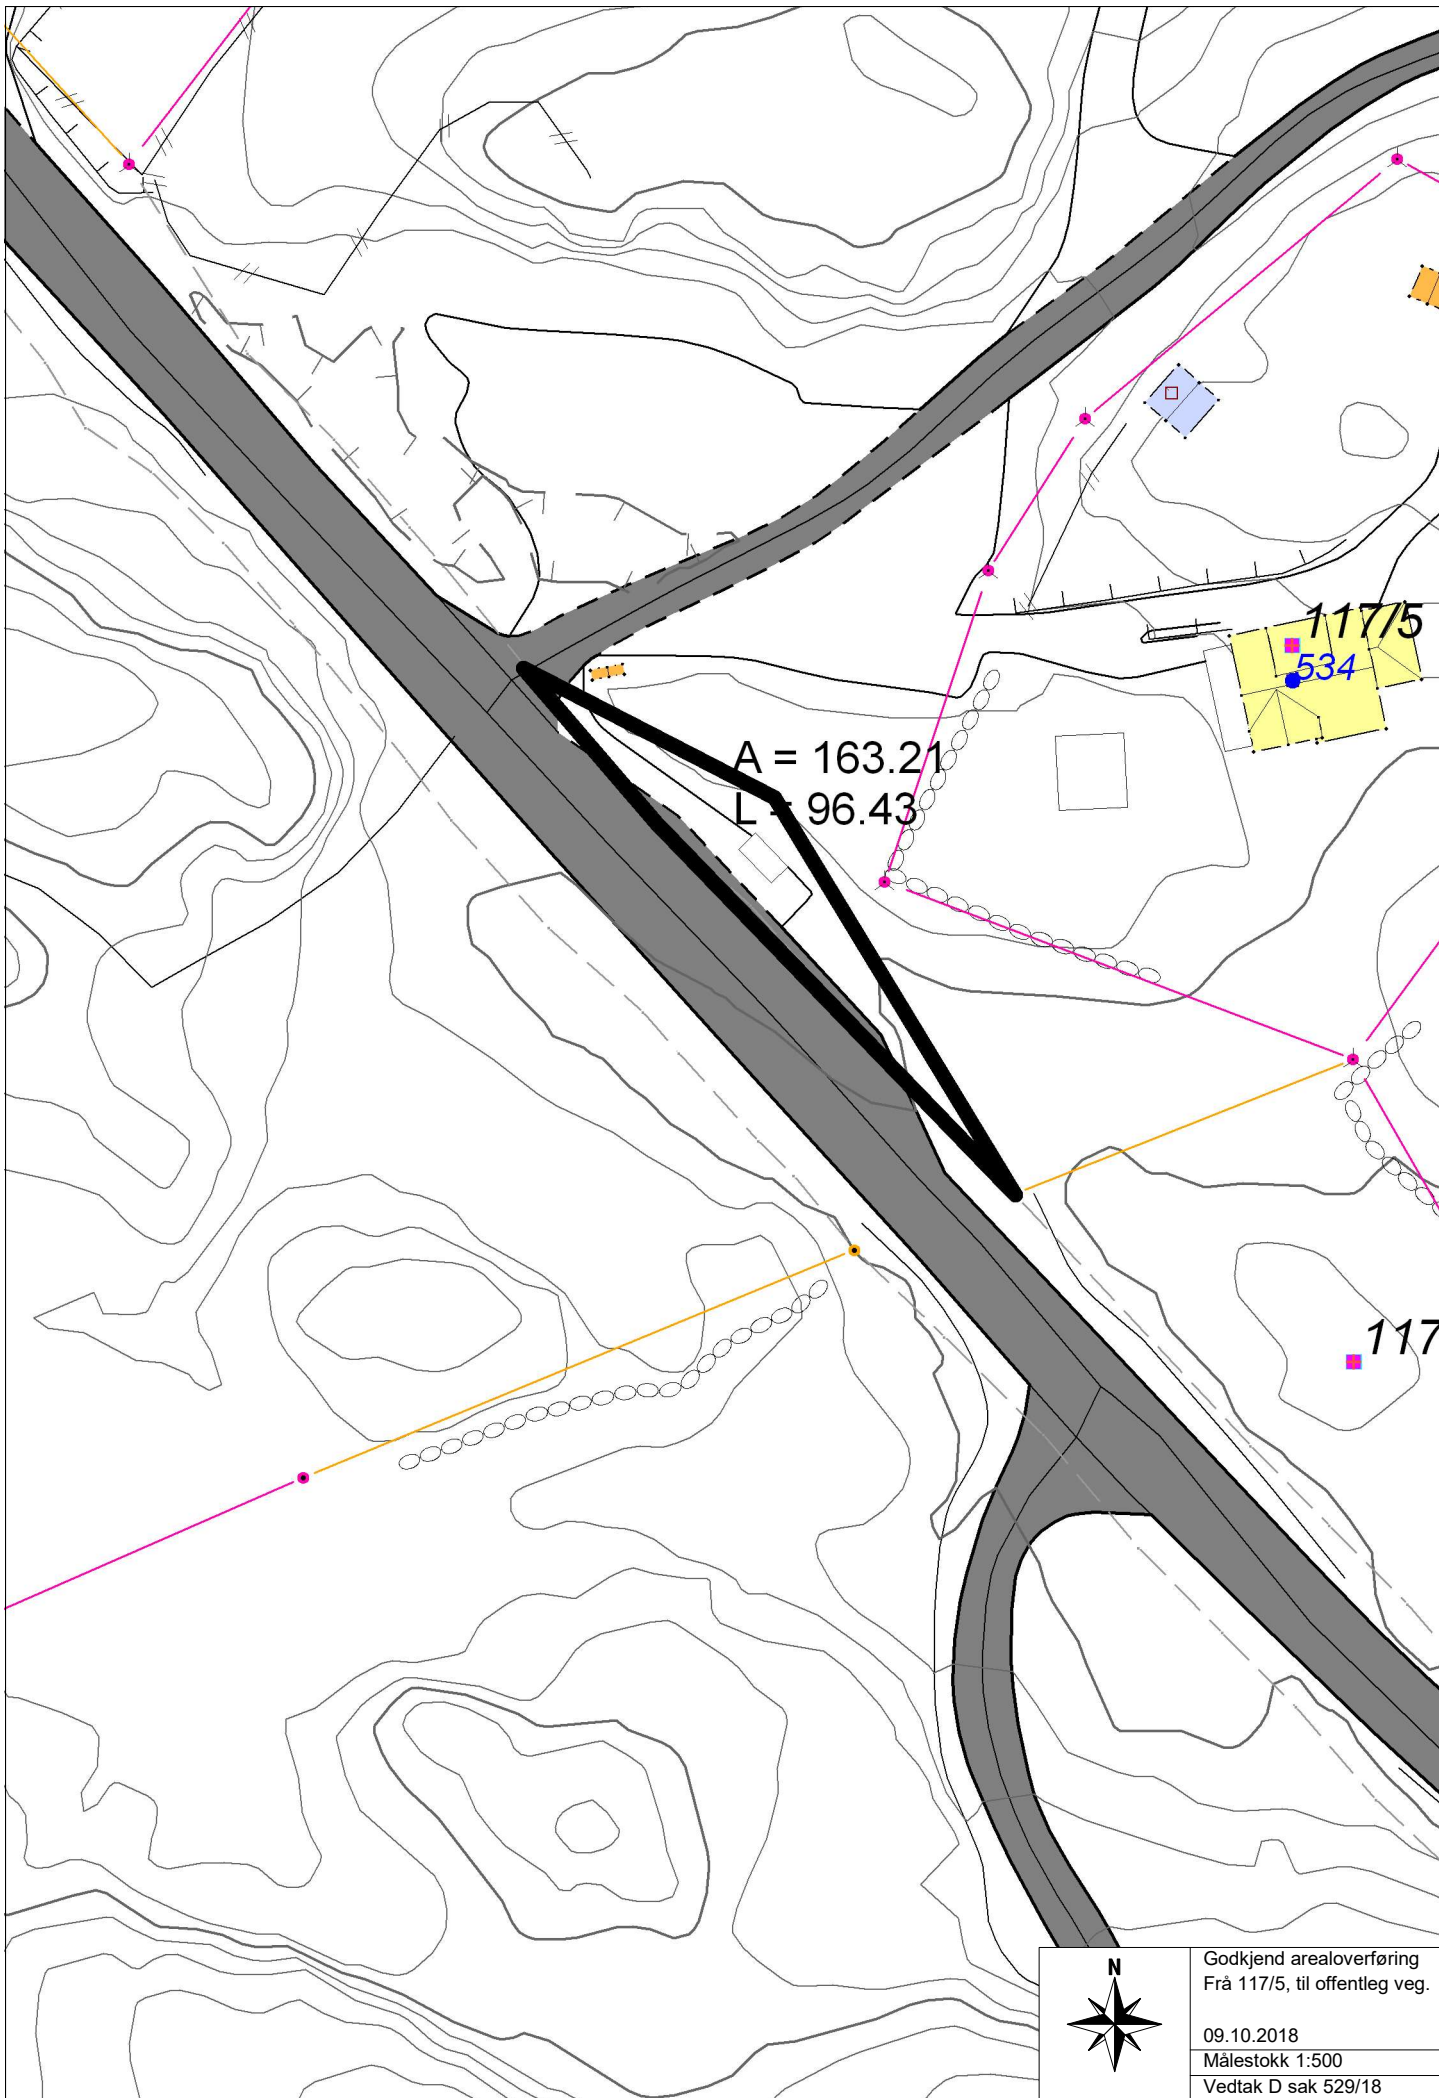 117/5
534
A = 163.21
L = 96.43
117
N
Godkjend arealoverføring
Frå 117/5, til offentleg veg.
09.10.2018
Målestokk 1:500
Vedtak D sak 529/18